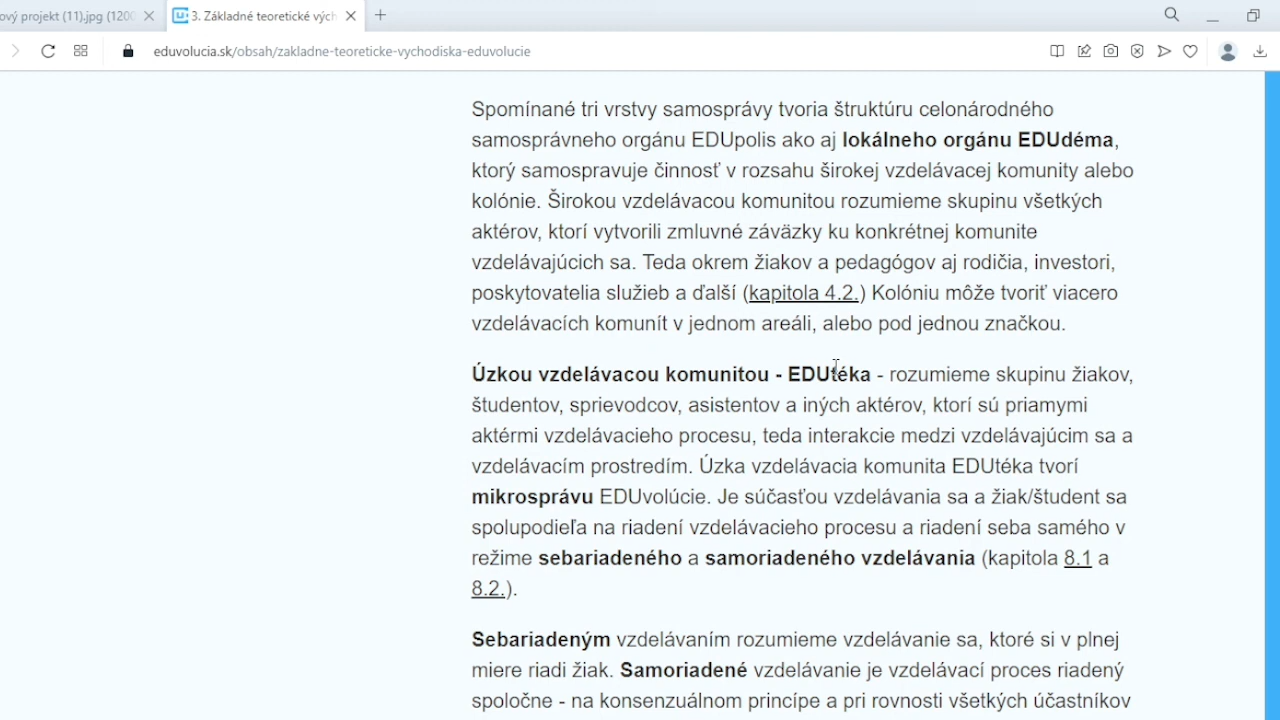 ový projekt (11).jpg (1200
3. Základné teoretické vých
eduvolucia.sk/obsah/zakladne-teoreticke-vychodiska-eduvolucie
Spomínané tri vrstvy samosprávy tvoria štruktúru celonárodného
samosprávneho orgánu EDUpolis ako aj lokálneho orgánu EDUdéma,
ktorý samospravuje činnosť v rozsahu širokej vzdelávacej komunity alebo
kolónie. Širokou vzdelávacou komunitou rozumieme skupinu všetkých
aktérov, ktorí vytvorili zmluvné záväzky ku konkrétnej komunite
vzdelávajúcich sa. Teda okrem žiakov a pedagógov aj rodičia, investori,
poskytovatelia služieb a ďalší (kapitola 4.2.) Kolóniu môže tvoriť viacero
vzdelávacích komunít v jednom areáli, alebo pod jednou značkou.
Úzkou vzdelávacou komunitou - EDUtéka - rozumieme skupinu žiakov,
študentov, sprievodcov, asistentov a iných aktérov, ktorí sú priamymi
aktérmi vzdelávacieho procesu, teda interakcie medzi vzdelávajúcim sa a
vzdelávacím prostredím. Úzka vzdelávacia komunita EDUtéka tvorí
mikrosprávu EDUvolúcie. Je súčasťou vzdelávania sa a žiak/študent sa
spolupodieľa na riadení vzdelávacieho procesu a riadení seba samého v
režime sebariadeného a samoriadeného vzdelávania (kapitola 8.1 a
8.2.).
Sebariadeným vzdelávaním rozumieme vzdelávanie sa, ktoré si v plnej
miere riadi žiak. Samoriadené vzdelávanie je vzdelávací proces riadený
spoločne - na konsenzuálnom princípe a pri rovnosti všetkých účastníkov